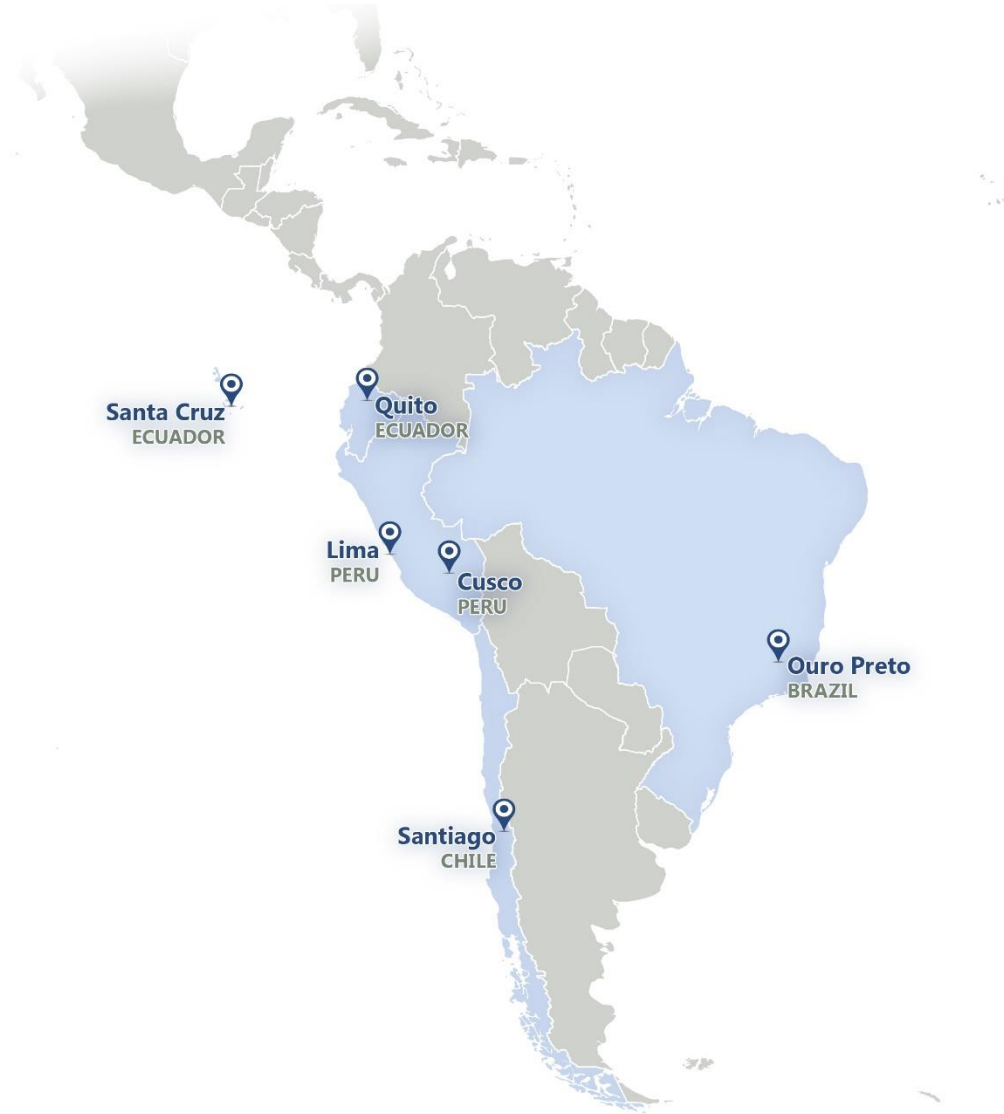 Santa Cruz
ECUADOR
Quito
ECUADOR
Lima
PERU
Cusco
PERU
Ouro Preto
BRAZIL
Santiago
CHILE